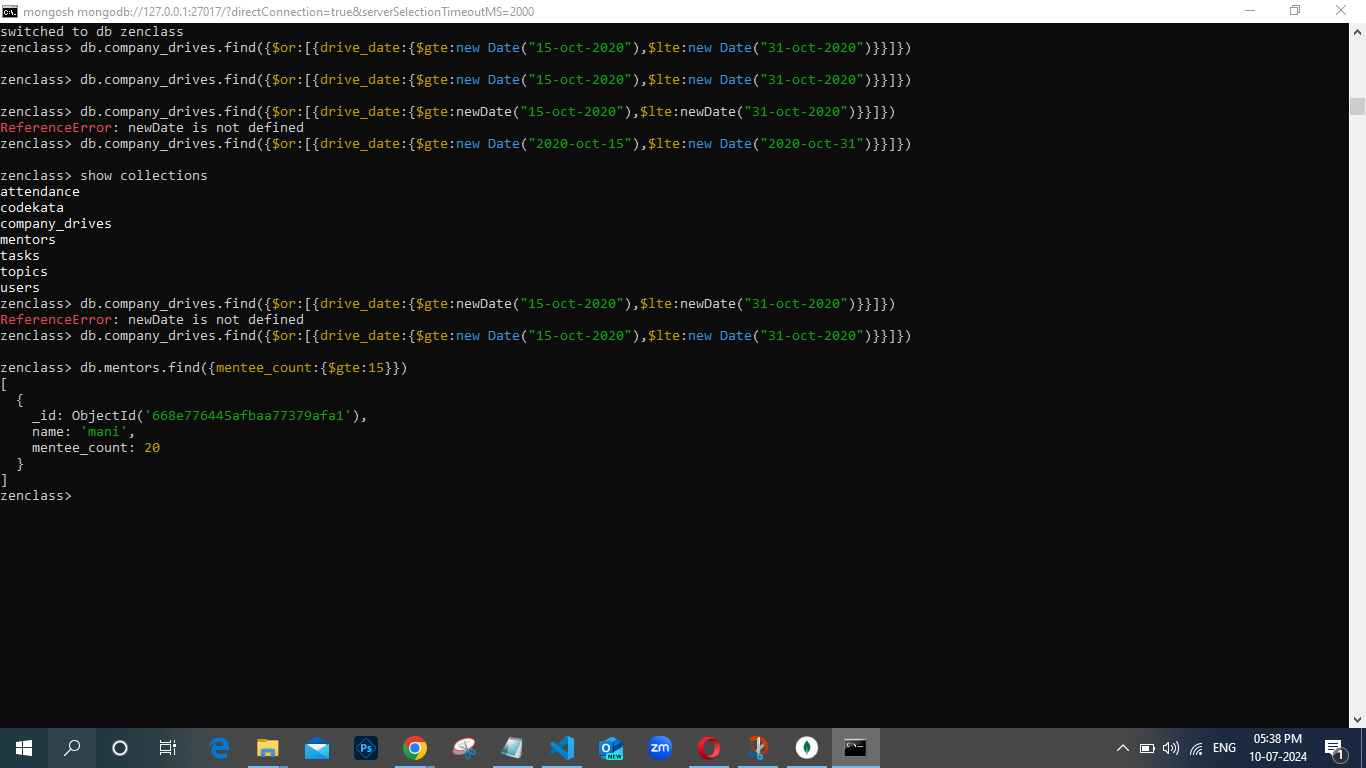 mongosh mongodb://127.0.0.1:27017/?directConnection=true&serverSelectionTimeoutMS=2000
switched to db zenclass
zenclass> db.company_drives.find({$or:[{drive_date:{$gte:new Date("15-oct-2020"),$lte:new Date("31-oct-2020")}}]})
zenclass> db.company_drives.find({$or:[{drive_date:{$gte:new Date("15-oct-2020"),$lte:new Date("31-oct-2020")}}]})
zenclass> db.company_drives.find({$or:[{drive_date:{$gte:newDate("15-oct-2020"),$lte:newDate("31-oct-2020")}}]})
ReferenceError: newDate is not defined
zenclass> db.company_drives.find({$or:[{drive_date:{$gte:new Date("2020-oct-15"),$lte:new Date("2020-oct-31")}}]})
zenclass> show collections
attendance
codekata
company_drives
mentors
tasks
topics
users
zenclass> db.company_drives.find({$or:[{drive_date:{$gte:newDate("15-oct-2020"),$lte:newDate("31-oct-2020")}}]})
ReferenceError: newDate is not defined
zenclass> db.company_drives.find({$or:[{drive_date:{$gte:new Date("15-oct-2020"),$lte:new Date("31-oct-2020")}}]})
zenclass> db.mentors.find({mentee_count:{$gte:15}})
[
  {
    _id: ObjectId('668e776445afbaa77379afa1'),
    name: 'mani',
    mentee_count: 20
  }
]
zenclass>
Ps
NEW
zm
ENG
05:38 PM
10-07-2024
1